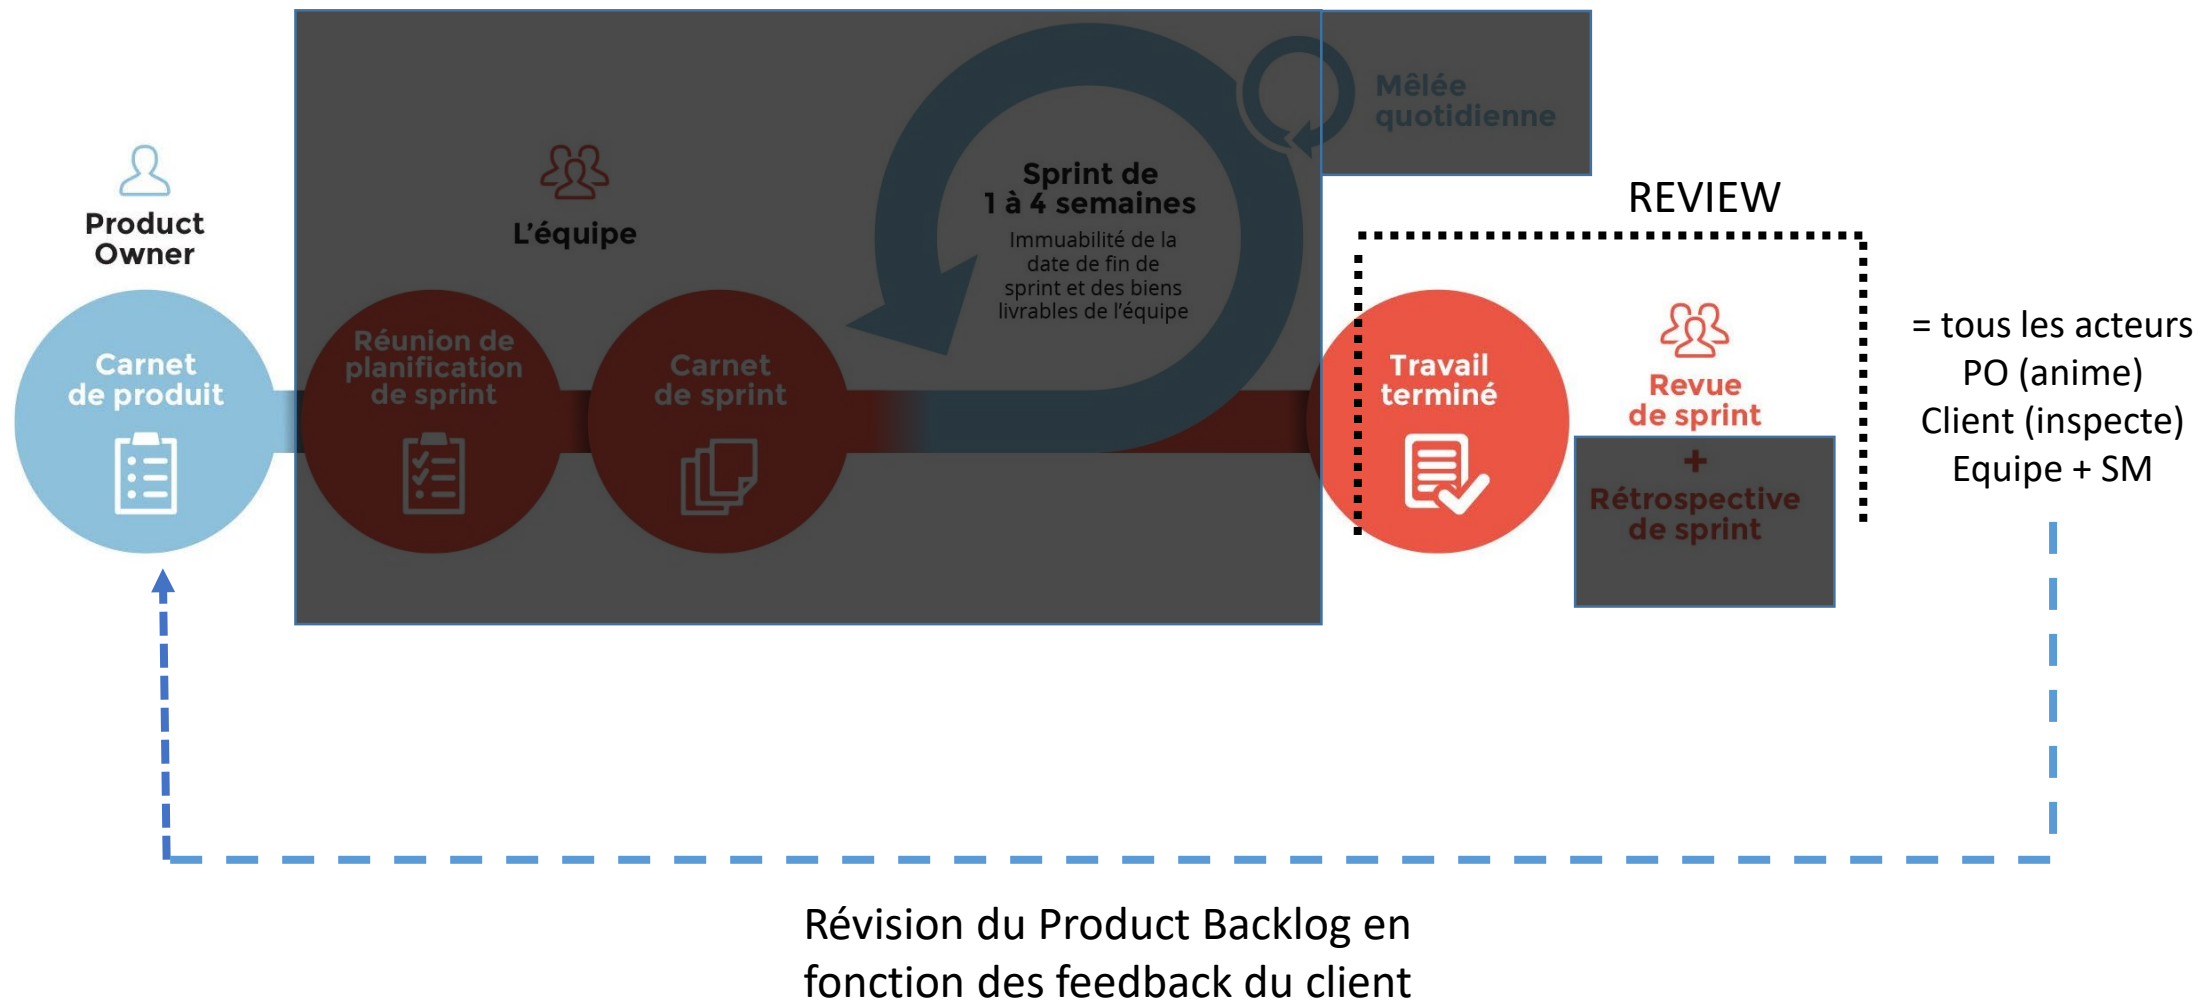 Product
Owner
Carnet
de produit
L'équipe
Réunion de
planification
de sprint
Carnet
de sprint
Sprint de
1 à 4 semaines
Immuabilité de la
date de fin de
sprint et des biens
livrables de l'équipe
Mêlée
quotidienne
REVIEW
Travail
terminé
Revue
de sprint
+
Rétrospective
de sprint
= tous les acteurs
PO (anime)
Client (inspecte)
Equipe + SM
Révision du Product Backlog en
fonction des feedback du client